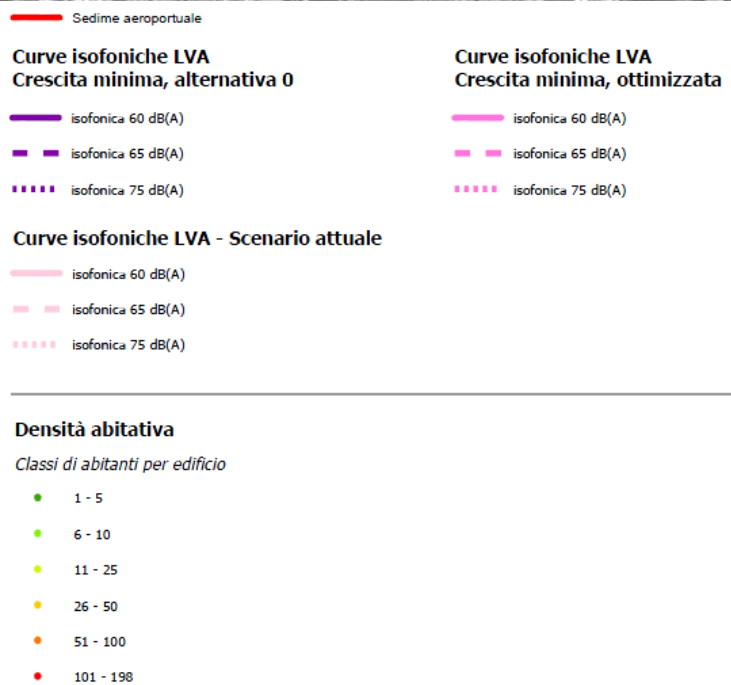 Sedime aeroportuale
Curve isofoniche LVA
Crescita minima, alternativa 0
isofonica 60 dB(A)
isofonica 65 dB(A)
isofonica 75 dB(A)
Curve isofoniche LVA
Crescita minima, ottimizzata
isofonica 60 dB(A)
isofonica 65 dB(A)
isofonica 75 dB(A)
Curve isofoniche LVA - Scenario attuale
isofonica 60 dB(A)
isofonica 65 dB(A)
isofonica 75 dB(A)
Densità abitativa
Classi di abitanti per edificio
1 - 5
6 - 10
11 - 25
26 - 50
51 - 100
101 - 198